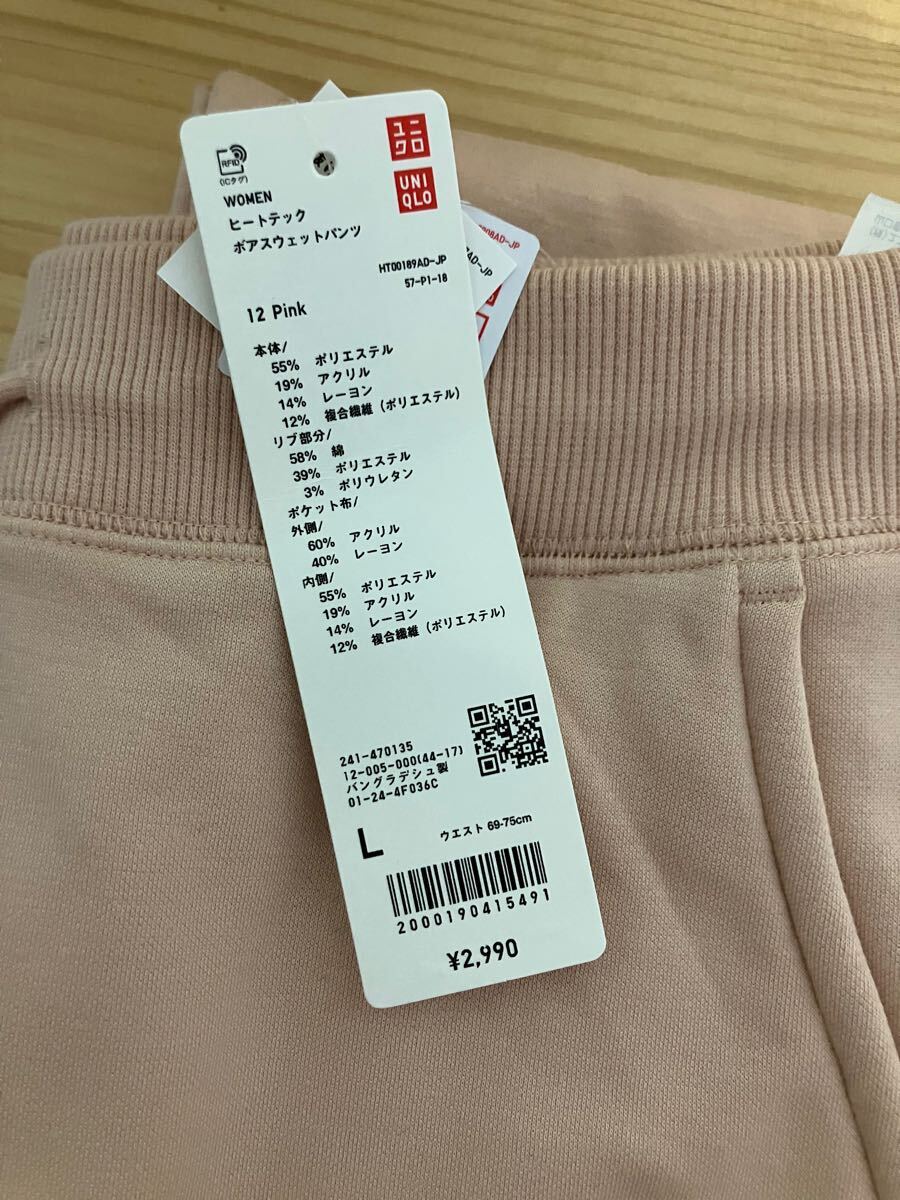 ユニ
クロ
UNI
QLO
RFID
(ICタグ)
WOMEN
ヒートテック
ボアスウェットパンツ
HT00189AD-JP
57-P1-18
12 Pink
本体/
55% ポリエステル
19% アクリル
14% レーヨン
12% 複合繊維(ポリエステル)
リブ部分/
58% 綿
39% ポリエステル
3% ポリウレタン
ポケット布/
外側/
60% アクリル
40% レーヨン
内側/
55% ポリエステル
19% アクリル
14% レーヨン
12% 複合繊維(ポリエステル)
241-470135
12-005-000(44-17)
バングラデシュ製
01-24-4F036C
L ウエスト 69-75cm
2000190415491
¥2,990
AD-JP
AD-JP